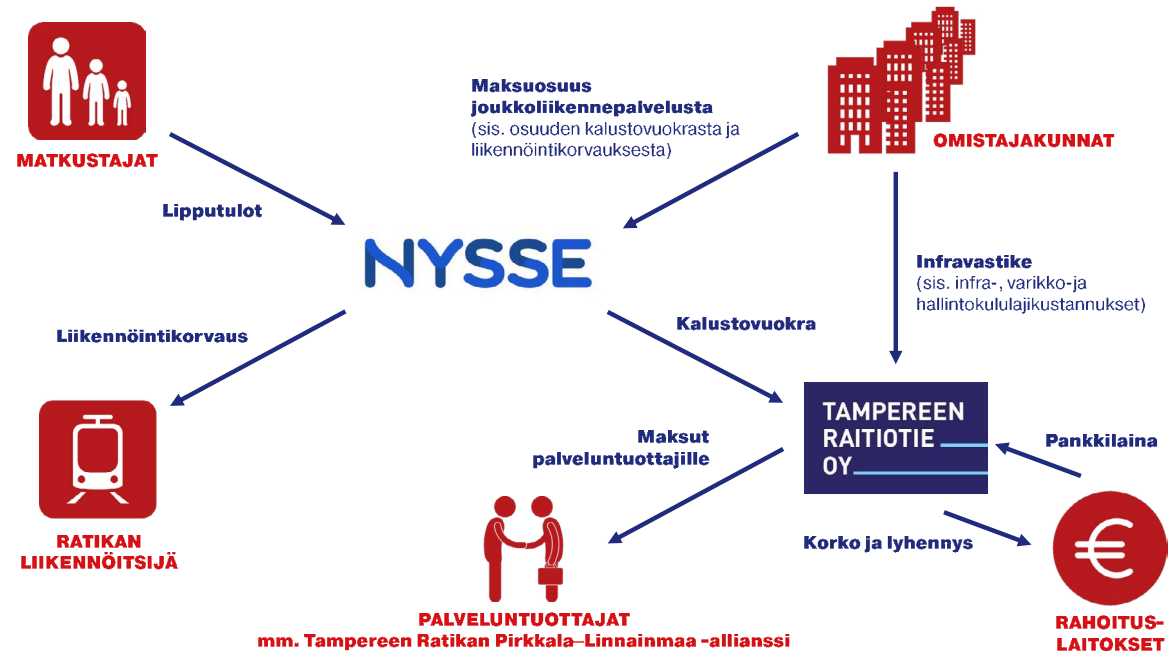 MATKUSTAJAT
Maksuosuus
joukkoliikennepalvelusta
(sis. osuuden kalustovuokrasta ja
liikennöintikorvauksesta)
OMISTAJAKUNNAT
Lipputulot
NYSSE
Infravastike
(sis. infra-, varikko-ja
hallintokululajikustannukset)
Liikennöintikorvaus
Kalustovuokra
TAMPEREEN
RAITIOTIE
OY
Maksut
palveluntuottajille
Pankkilaina
RATIKAN
LIIKENNÖITSIJÄ
Korko ja lyhennys
€
PALVELUNTUOTTAJAT
mm. Tampereen Ratikan Pirkkala–Linnainmaa -allianssi
RAHOITUS-
LAITOKSET